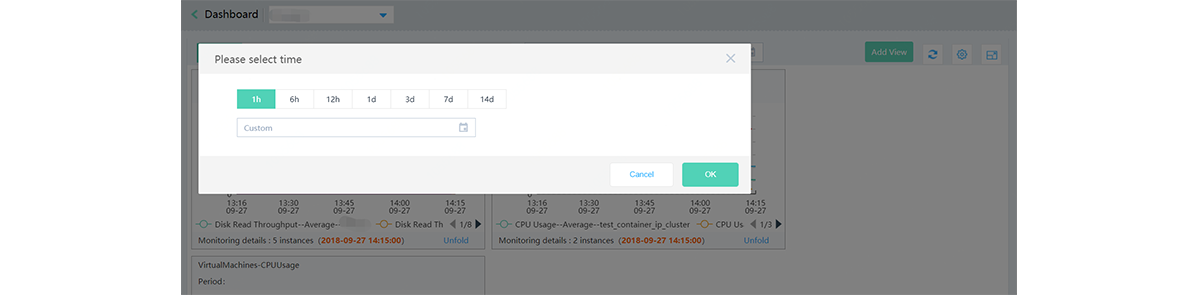 Dashboard
Add View
Please select time
1h 6h 12h 1d 3d 7d 14d
Custom
Cancel OK
13:16 13:30 13:45 14:00 14:15
09-27 09-27 09-27 09-27 09-27
Disk Read Throughput--Average-- Disk Read Th 1/8
Monitoring details : 5 instances (2018-09-27 14:15:00) Unfold
13:16 13:30 13:45 14:00 14:15
09-27 09-27 09-27 09-27 09-27
CPU Usage--Average--test_container_ip_cluster CPU Us 1/3
Monitoring details : 2 instances (2018-09-27 14:15:00) Unfold
VirtualMachines-CPUUsage
Period: